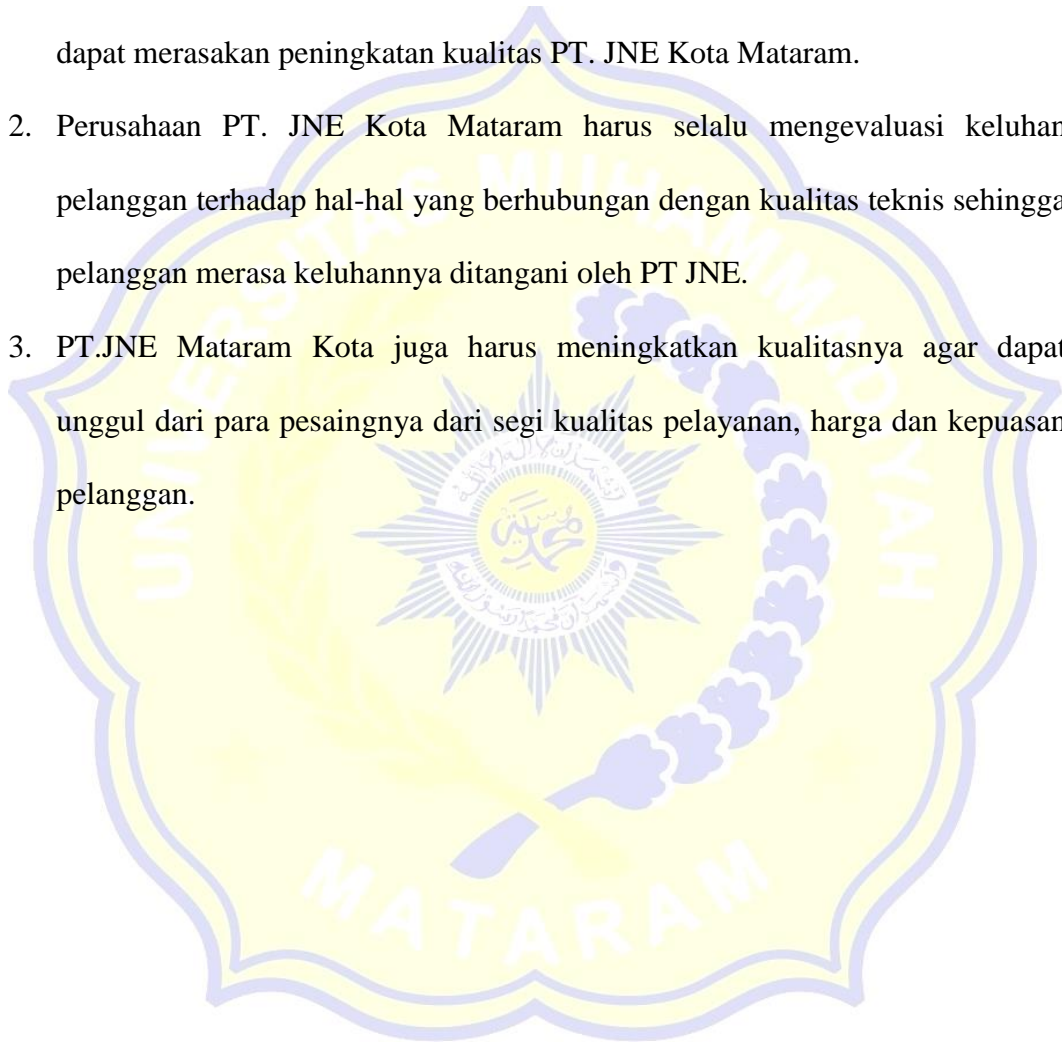 dapat merasakan peningkatan kualitas PT. JNE Kota Mataram.
2. Perusahaan PT. JNE Kota Mataram harus selalu mengevaluasi keluhan
pelanggan terhadap hal-hal yang berhubungan dengan kualitas teknis sehingga
pelanggan merasa keluhannya ditangani oleh PT JNE.
3. PT.JNE Mataram Kota juga harus meningkatkan kualitasnya agar dapat
unggul dari para pesaingnya dari segi kualitas pelayanan, harga dan kepuasan
pelanggan.
UNIVERSITAS MUHAMMADIYAH
MATARAM